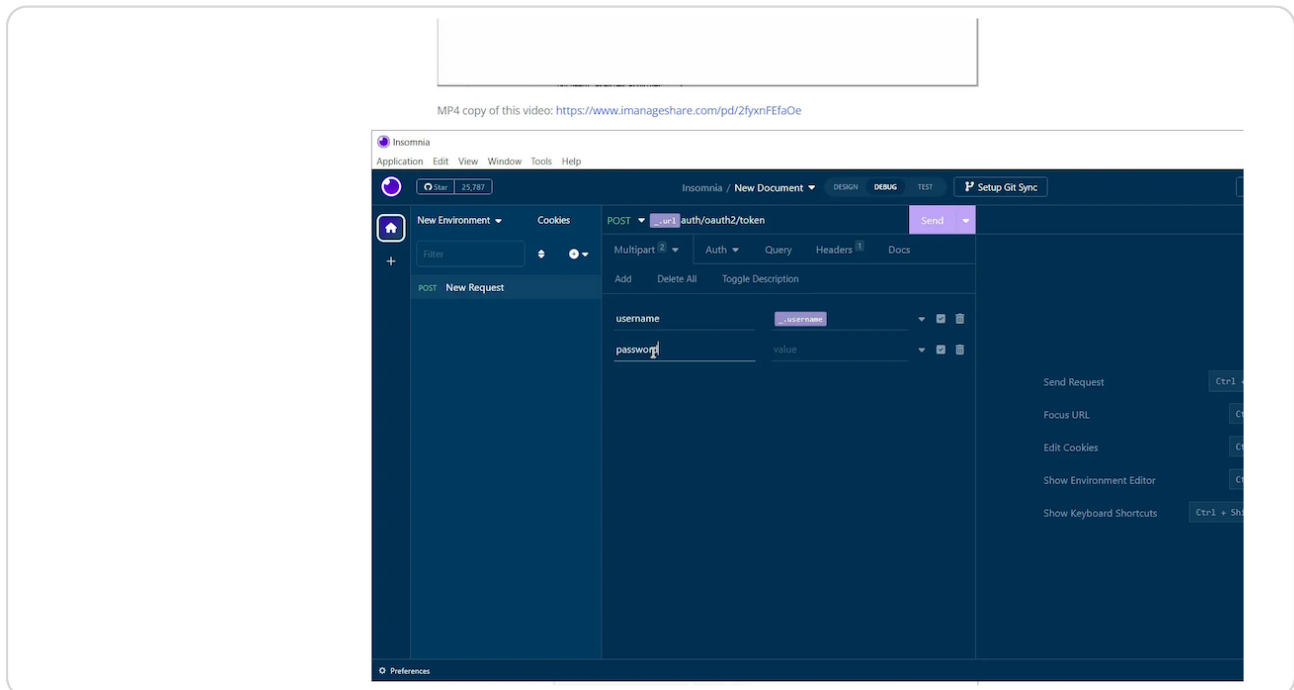 MP4 copy of this video: https://www.imanageshare.com/pd/2fyxnFEfaOe
Insomnia
Application Edit View Window Tools Help
Star 25,787
Insomnia / New Document DESIGN DEBUG TEST Setup Git Sync
New Environment Cookies
POST _.url auth/oauth2/token Send
Filter
Multipart 2 Auth Query Headers 1 Docs
Add Delete All Toggle Description
POST New Request
username _.username
password value
Send Request Ctrl +
Focus URL
Edit Cookies
Show Environment Editor
Show Keyboard Shortcuts Ctrl + Shi
Preferences